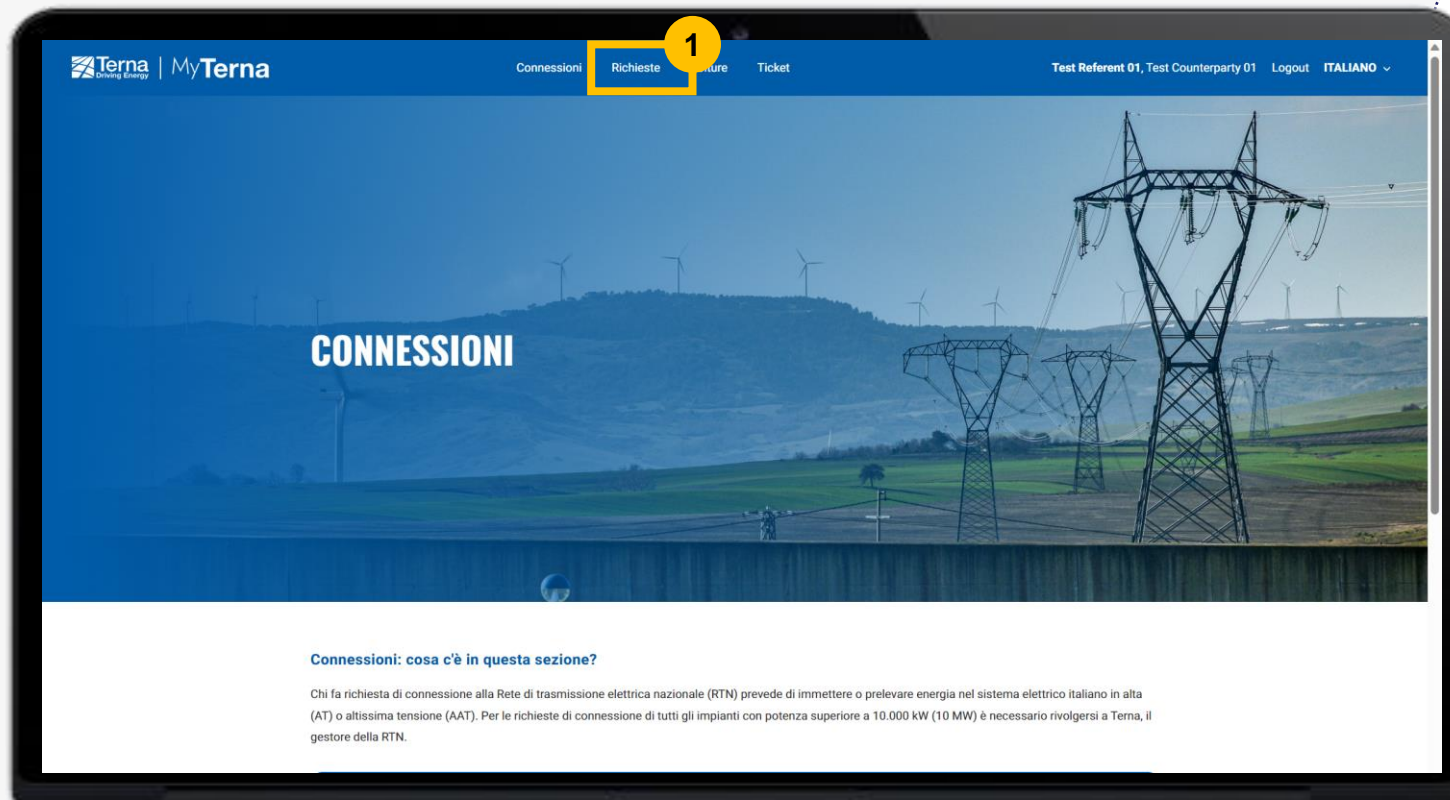 1
Terna
Driving Energy
MyTerna
Connessioni Richieste ture Ticket
Test Referent 01, Test Counterparty 01 Logout ITALIANO
CONNESSIONI
Connessioni: cosa c'è in questa sezione?
Chi fa richiesta di connessione alla Rete di trasmissione elettrica nazionale (RTN) prevede di immettere o prelevare energia nel sistema elettrico italiano in alta
(AT) o altissima tensione (AAT). Per le richieste di connessione di tutti gli impianti con potenza superiore a 10.000 kW (10 MW) è necessario rivolgersi a Terna, il
gestore della RTN.